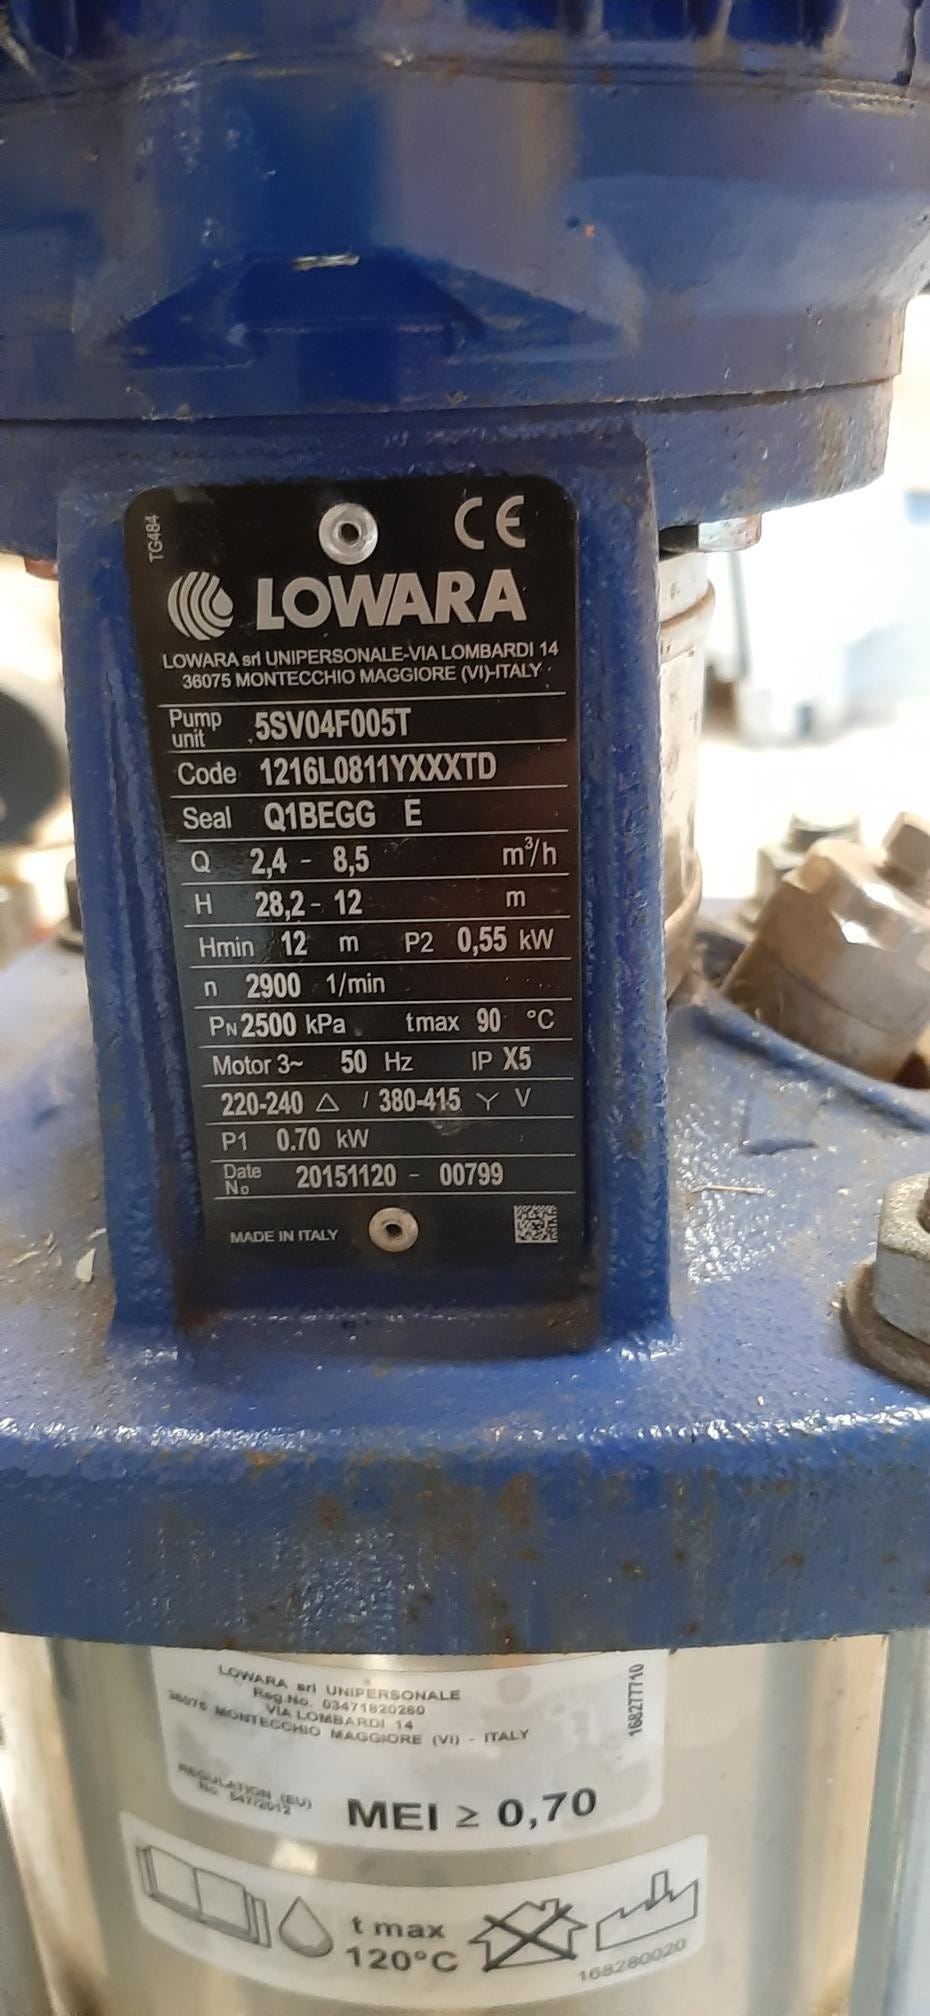 TG484
CE
LOWARA
LOWARA srl UNIPERSONALE-VIA LOMBARDI 14
36075 MONTECCHIO MAGGIORE (VI)-ITALY
Pump unit 5SV04F005T
Code 1216L0811YXXXTD
Seal Q1BEGG E
Q 2,4 - 8,5 m³/h
H 28,2 - 12 m
Hmin 12 m P2 0,55 kW
n 2900 1/min
PN 2500 kPa tmax 90 °C
Motor 3~ 50 Hz IP X5
220-240 △ / 380-415 Y V
P1 0.70 kW
Date No 20151120 - 00799
MADE IN ITALY
LOWARA srl UNIPERSONALE
Reg.No. 03471820260
VIA LOMBARDI 14
36075 MONTECCHIO MAGGIORE (VI) - ITALY
168277710
REGULATION (EU)
No. 547/2012
MEI ≥ 0,70
t max
120°C
168280020